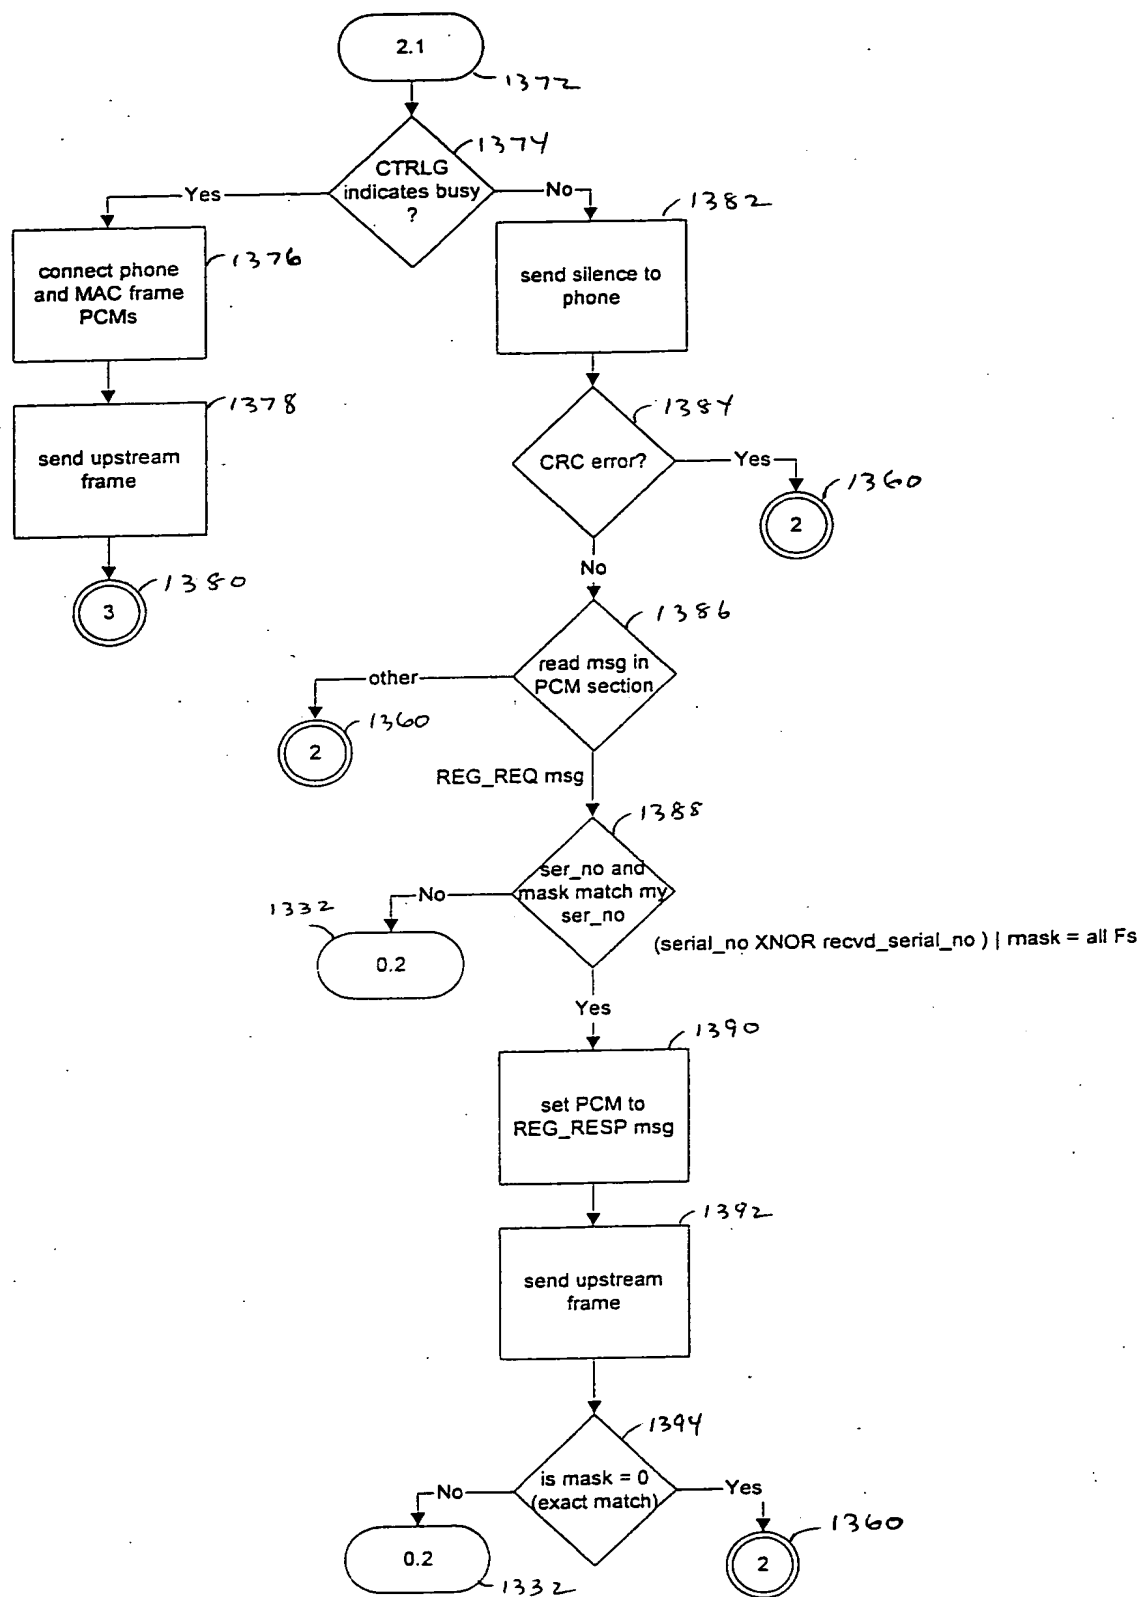 2.1
1372
1374
CTRLG
indicates busy
?
Yes
No
1382
1376
connect phone
and MAC frame
PCMs
send silence to
phone
1378
1384
send upstream
frame
CRC error?
Yes
1360
2
No
1380
3
1386
read msg in
PCM section
other
1360
2
REG_REQ msg
1388
ser_no and
mask match my
ser_no
No
1332
0.2
(serial_no XNOR recvd_serial_no ) | mask = all Fs
Yes
1390
set PCM to
REG_RESP msg
1392
send upstream
frame
1394
is mask = 0
(exact match)
No
Yes
1360
0.2
2
1332